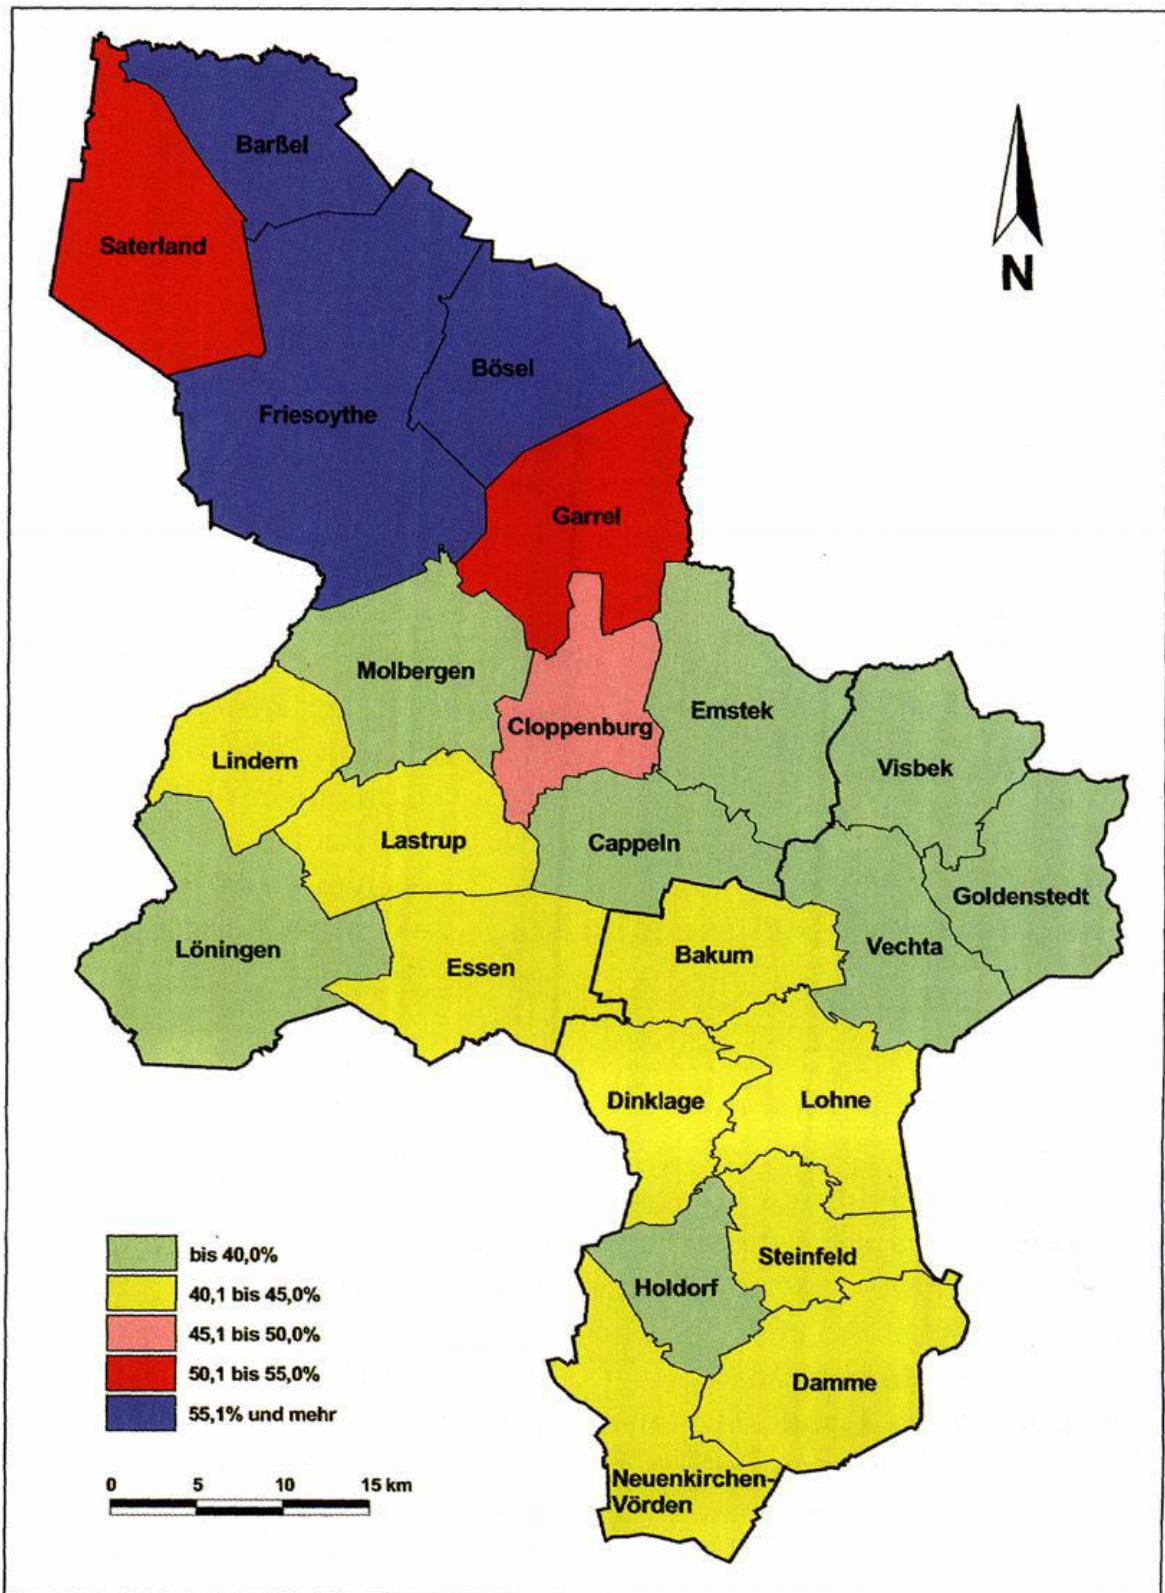 Barßel
N
Saterland
Bösel
Friesoythe
Garrel
Molbergen
Emstek
Cloppenburg
Lindern
Visbek
Lastrup
Cappeln
Goldenstedt
Löningen
Vechta
Bakum
Essen
Dinklage
Lohne
Steinfeld
Holdorf
Damme
Neuenkirchen-
Vörden
bis 40,0%
40,1 bis 45,0%
45,1 bis 50,0%
50,1 bis 55,0%
55,1% und mehr
0 5 10 15 km